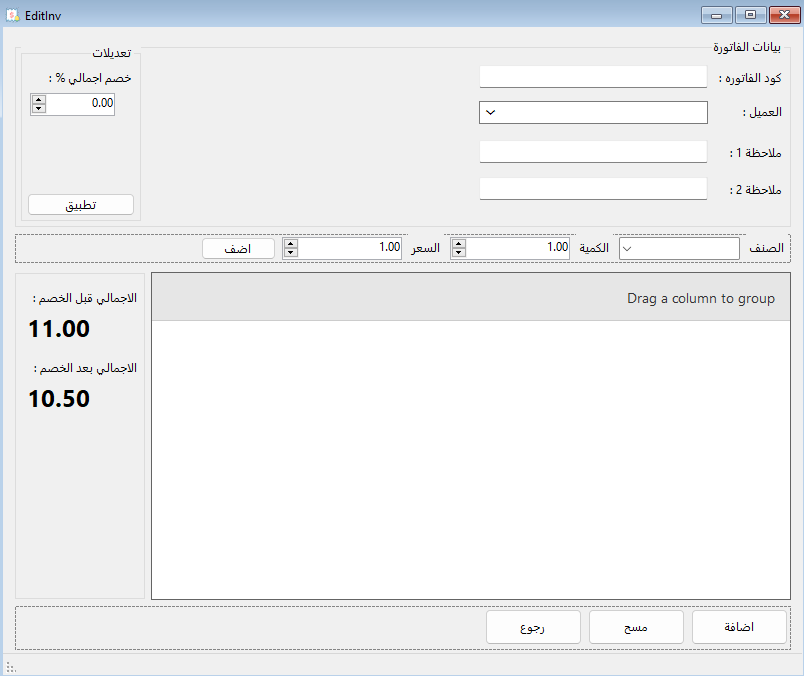 EditInv
بيانات الفاتورة
كود الفاتوره :
العميل :
ملاحظة 1 :
ملاحظة 2 :
تعديلات
خصم اجمالي % :
0.00
تطبيق
الصنف
الكمية
1.00
السعر
1.00
اضف
Drag a column to group
الاجمالي قبل الخصم :
11.00
الاجمالي بعد الخصم :
10.50
اضافة
مسح
رجوع